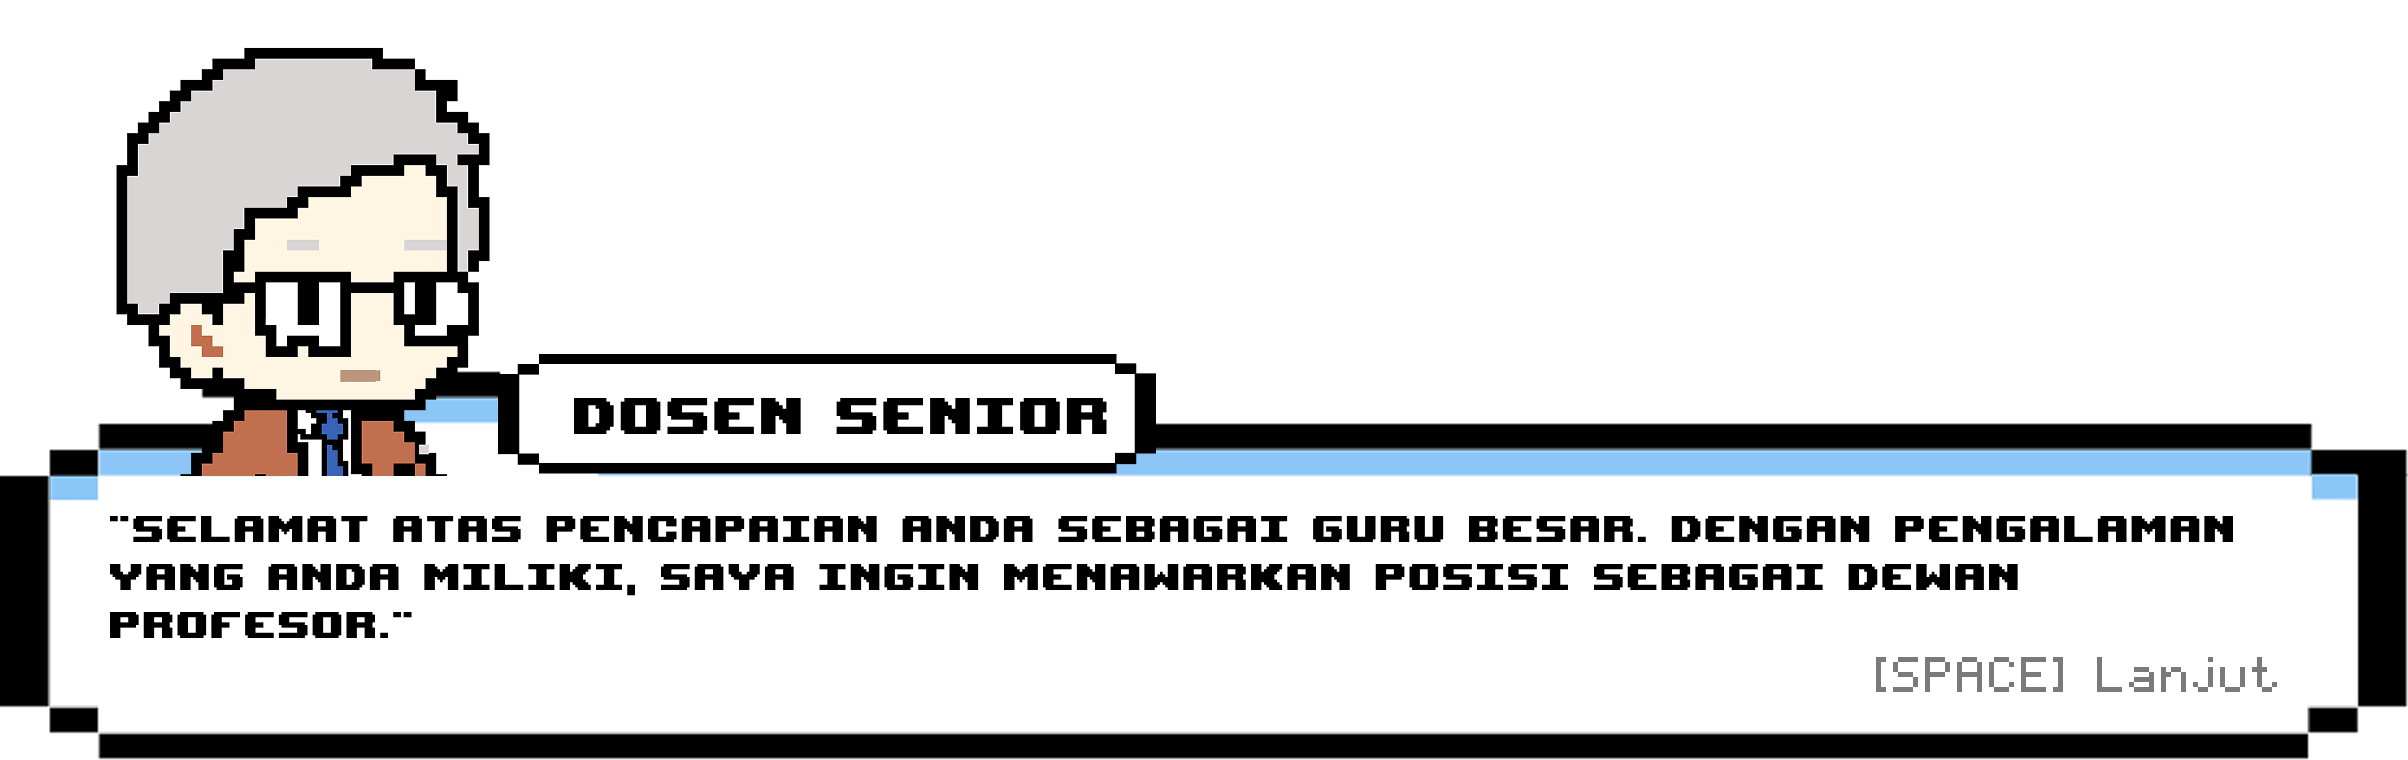 DOSEN SENIOR
"SELAMAT ATAS PENCAPAIAN ANDA SEBAGAI GURU BESAR. DENGAN PENGALAMAN
YANG ANDA MILIKI, SAYA INGIN MENAWARKAN POSISI SEBAGAI DEWAN
PROFESOR."
[SPACE] Lanjut